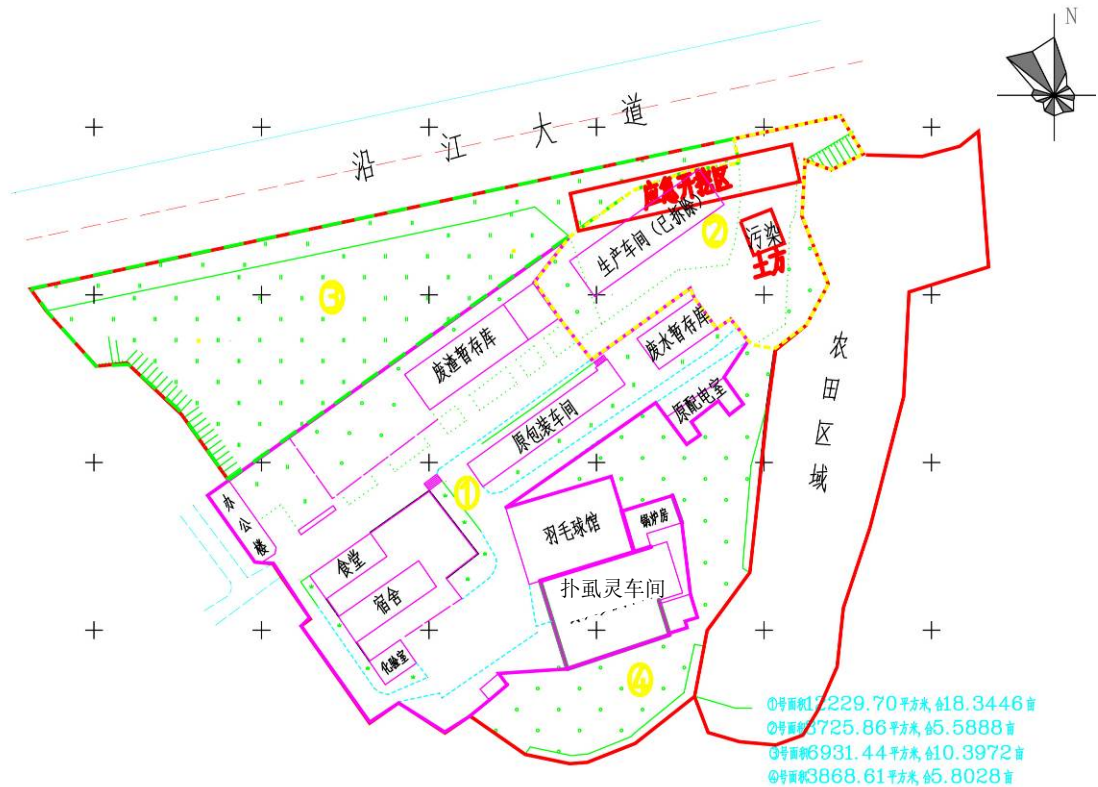 N
沿江大道
应急开挖区
生产车间（已拆除）
②
污染
土方
③
废渣暂存库
废水暂存库
农田区域
原配电室
原包装车间
①
办公楼
羽毛球馆
锅炉房
食堂
扑虱灵车间
宿舍
化验室
④
①号面积12229.70平方米,合18.3446亩
②号面积3725.86平方米,合5.5888亩
③号面积6931.44平方米,合10.3972亩
④号面积3868.61平方米,合5.8028亩